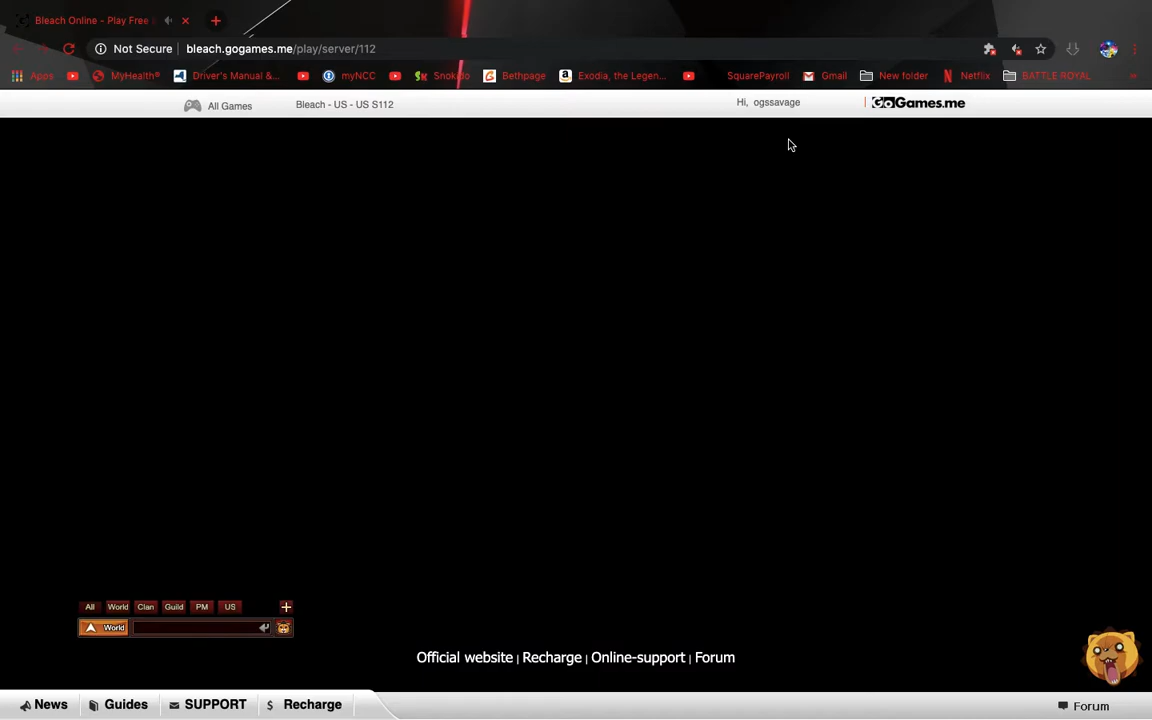 Bleach Online - Play Free
Not Secure bleach.gogames.me/play/server/112
Apps MyHealth® Driver's Manual &... myNCC Snokido Bethpage Exodia, the Legen... SquarePayroll Gmail New folder Netflix BATTLE ROYAL »
All Games Bleach - US - US S112 Hi, ogssavage GoGames.me
All World Clan Guild PM US
World
Official website | Recharge | Online-support | Forum
News Guides SUPPORT $ Recharge Forum